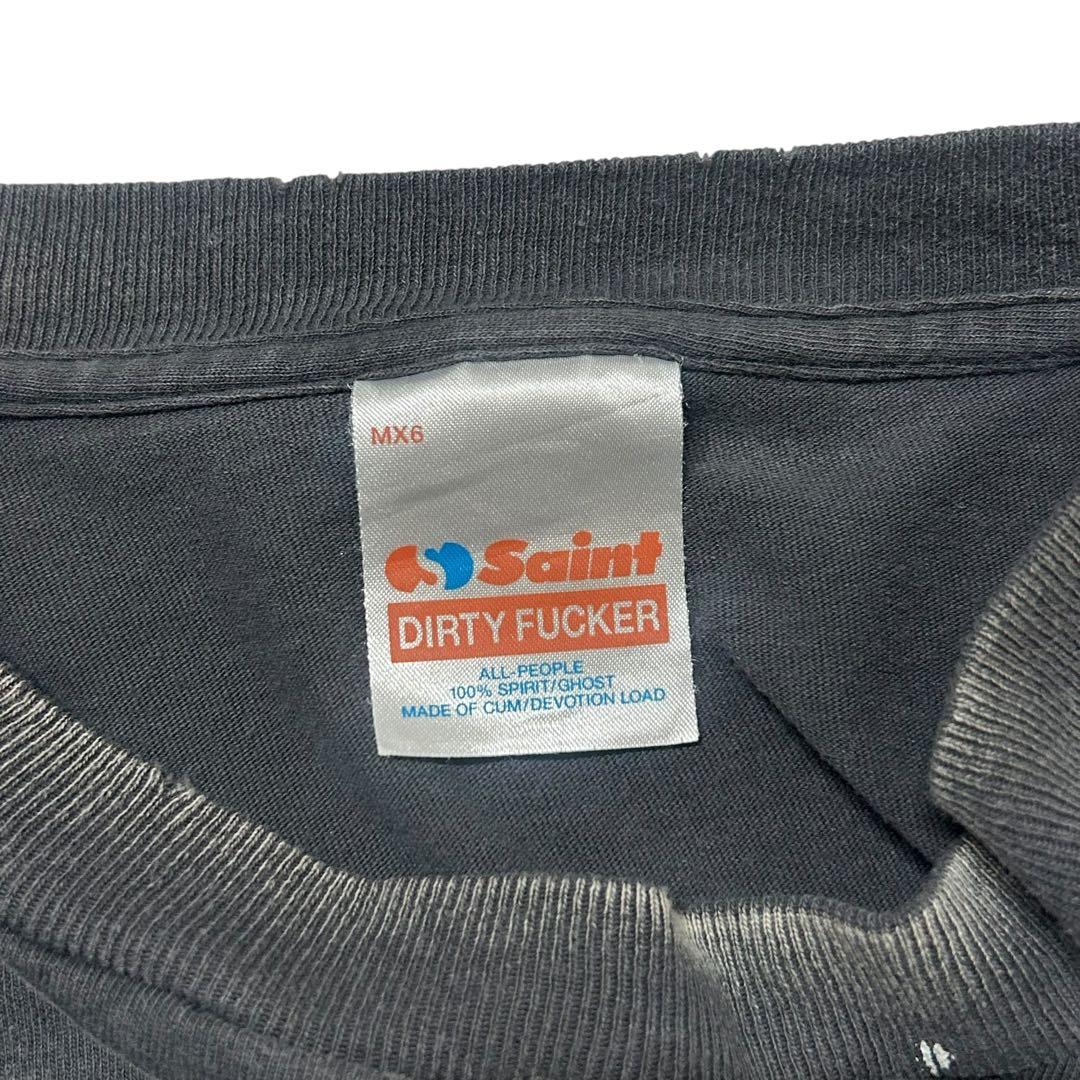 MX6
Saint
DIRTY FUCKER
ALL-PEOPLE
100% SPIRIT/GHOST
MADE OF CUM/DEVOTION LOAD